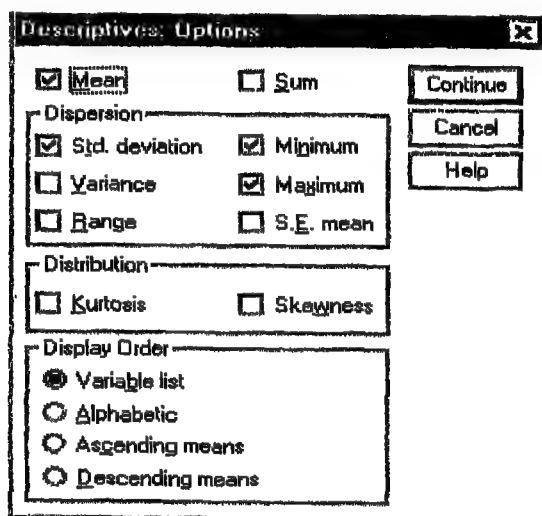 Descriptives: Options
Mean
Sum
Continue
Dispersion
Cancel
Std. deviation
Minimum
Help
Variance
Maximum
Range
S.E. mean
Distribution
Kurtosis
Skewness
Display Order
Variable list
Alphabetic
Ascending means
Descending means